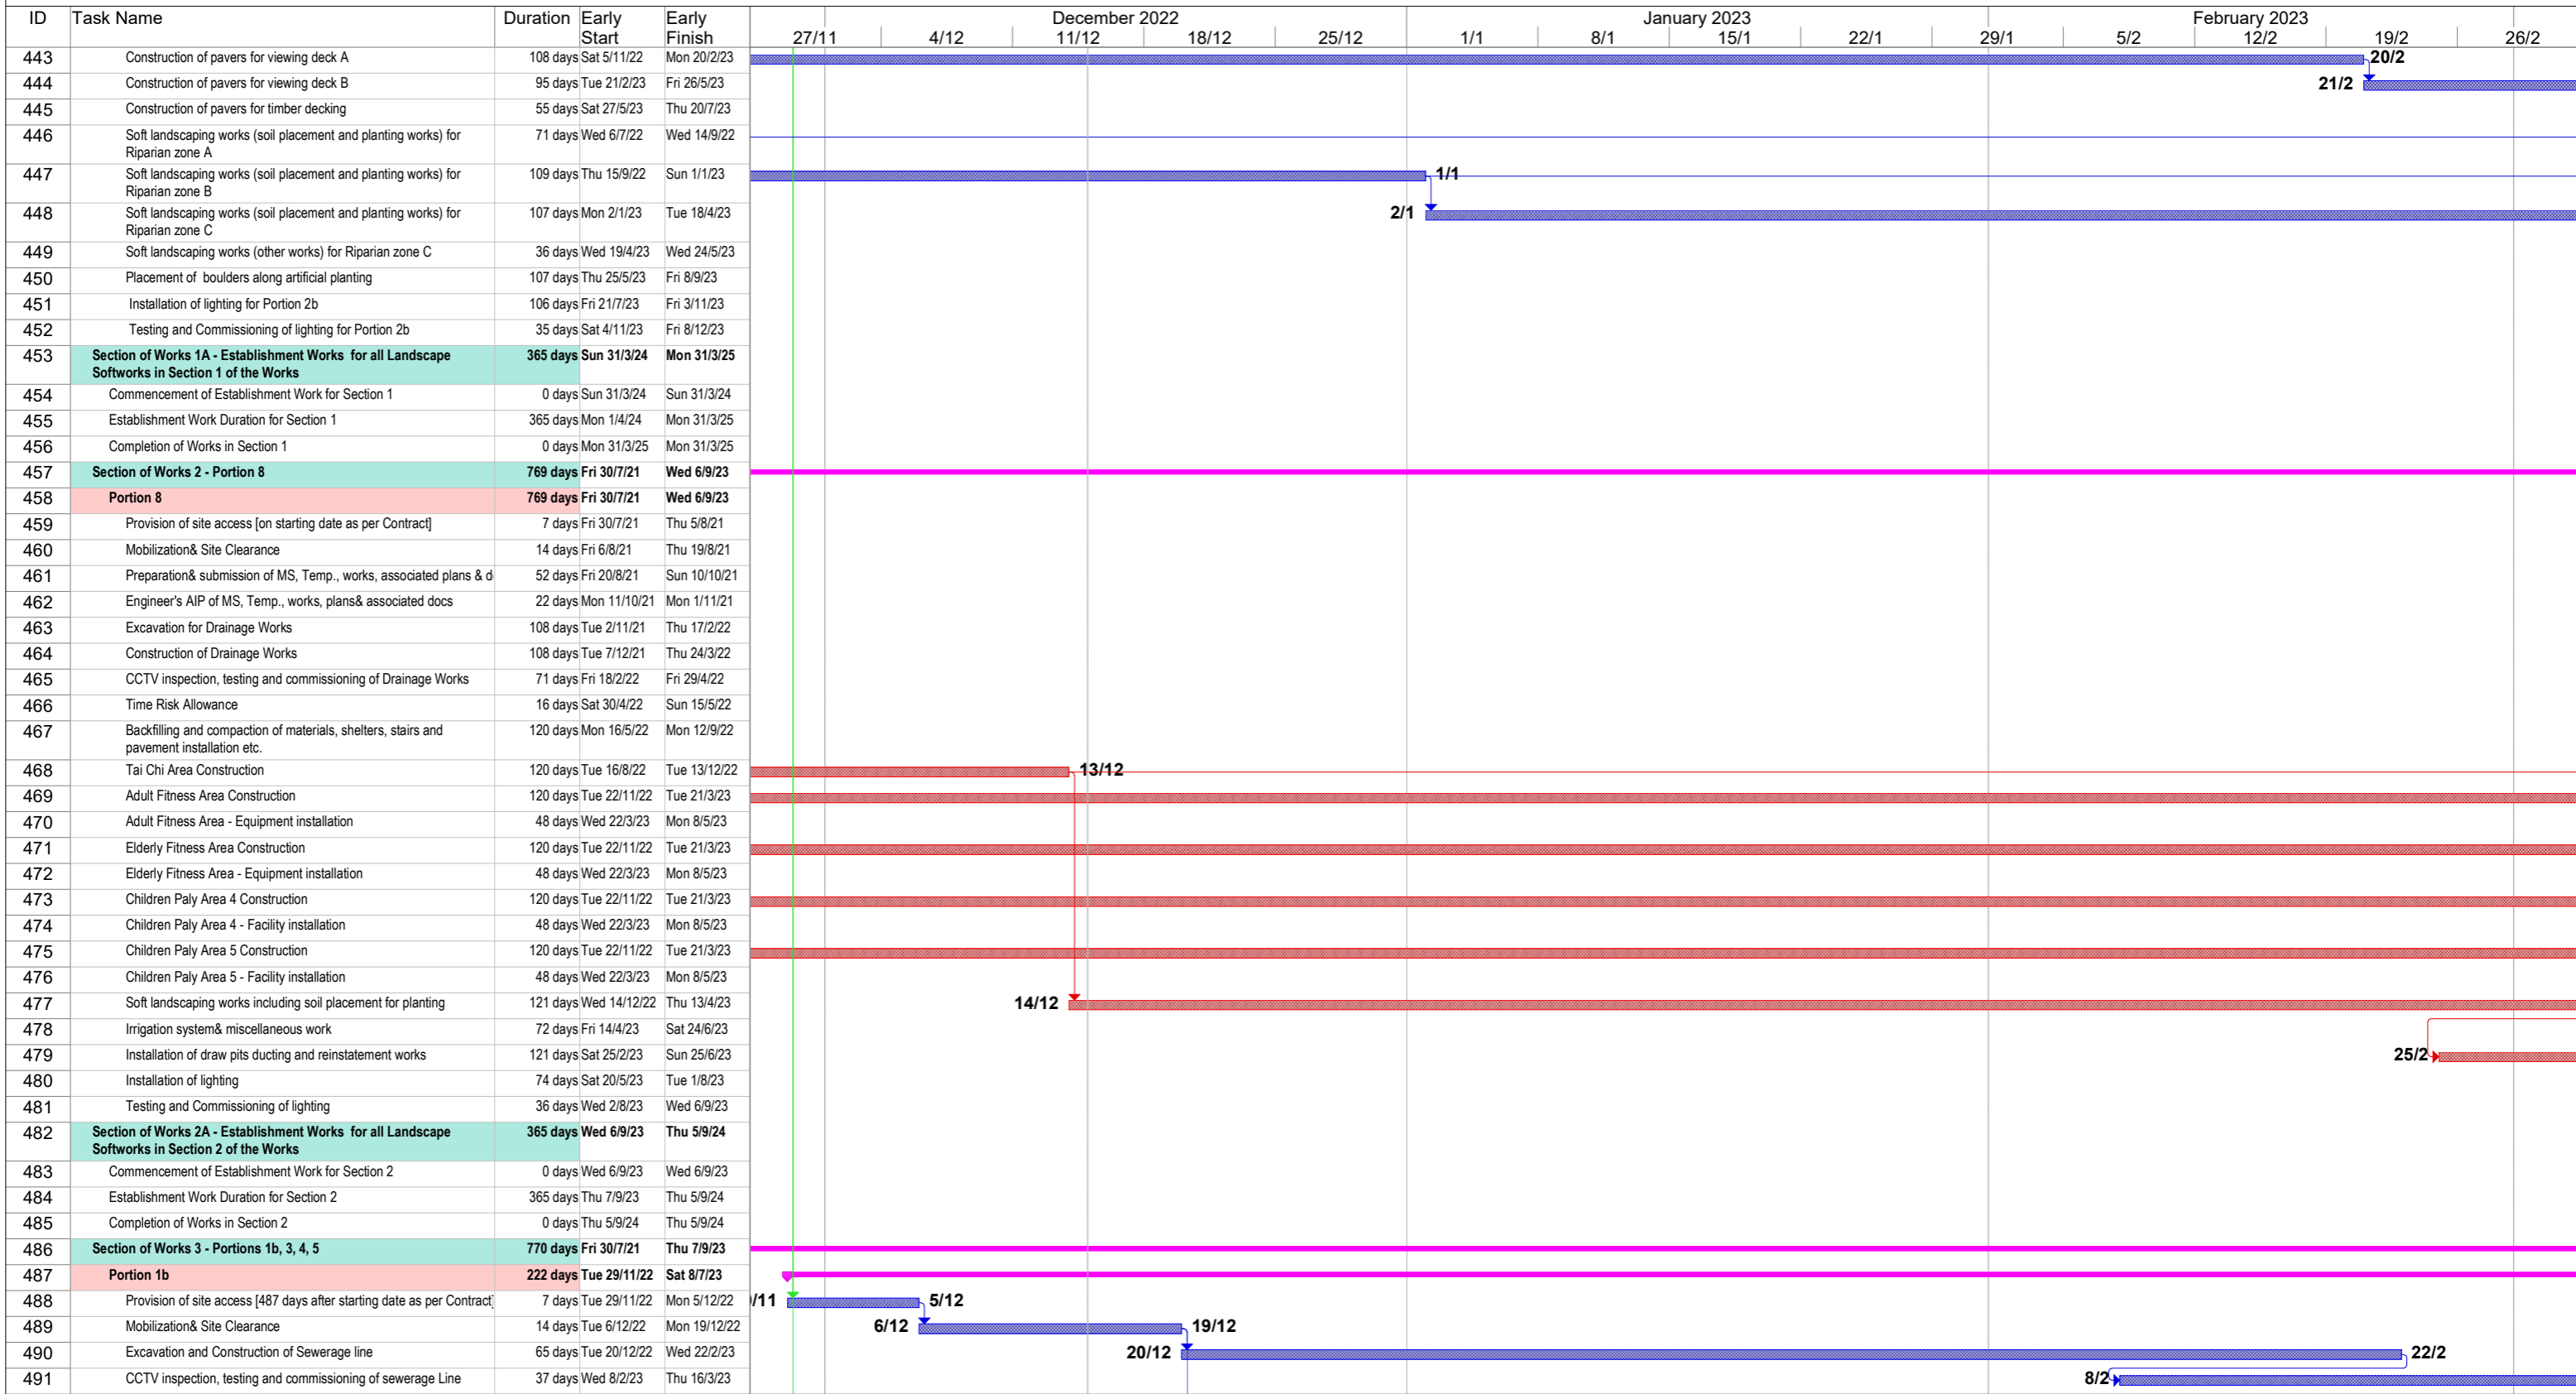 ID Task Name Duration Early Start Early Finish December 2022 January 2023 February 2023
27/11 4/12 11/12 18/12 25/12 1/1 8/1 15/1 22/1 29/1 5/2 12/2 19/2 26/2
443 Construction of pavers for viewing deck A 108 days Sat 5/11/22 Mon 20/2/23 20/2
444 Construction of pavers for viewing deck B 95 days Tue 21/2/23 Fri 26/5/23 21/2
445 Construction of pavers for timber decking 55 days Sat 27/5/23 Thu 20/7/23
446 Soft landscaping works (soil placement and planting works) for 71 days Wed 6/7/22 Wed 14/9/22
Riparian zone A
447 Soft landscaping works (soil placement and planting works) for 109 days Thu 15/9/22 Sun 1/1/23 1/1
Riparian zone B
448 Soft landscaping works (soil placement and planting works) for 107 days Mon 2/1/23 Tue 18/4/23 2/1
Riparian zone C
449 Soft landscaping works (other works) for Riparian zone C 36 days Wed 19/4/23 Wed 24/5/23
450 Placement of boulders along artificial planting 107 days Thu 25/5/23 Fri 8/9/23
451 Installation of lighting for Portion 2b 106 days Fri 21/7/23 Fri 3/11/23
452 Testing and Commissioning of lighting for Portion 2b 35 days Sat 4/11/23 Fri 8/12/23
453 Section of Works 1A - Establishment Works for all Landscape 365 days Sun 31/3/24 Mon 31/3/25
Softworks in Section 1 of the Works
454 Commencement of Establishment Work for Section 1 0 days Sun 31/3/24 Sun 31/3/24
455 Establishment Work Duration for Section 1 365 days Mon 1/4/24 Mon 31/3/25
456 Completion of Works in Section 1 0 days Mon 31/3/25 Mon 31/3/25
457 Section of Works 2 - Portion 8 769 days Fri 30/7/21 Wed 6/9/23
458 Portion 8 769 days Fri 30/7/21 Wed 6/9/23
459 Provision of site access [on starting date as per Contract] 7 days Fri 30/7/21 Thu 5/8/21
460 Mobilization& Site Clearance 14 days Fri 6/8/21 Thu 19/8/21
461 Preparation& submission of MS, Temp., works, associated plans & d 52 days Fri 20/8/21 Sun 10/10/21
462 Engineer's AIP of MS, Temp., works, plans& associated docs 22 days Mon 11/10/21 Mon 1/11/21
463 Excavation for Drainage Works 108 days Tue 2/11/21 Thu 17/2/22
464 Construction of Drainage Works 108 days Tue 7/12/21 Thu 24/3/22
465 CCTV inspection, testing and commissioning of Drainage Works 71 days Fri 18/2/22 Fri 29/4/22
466 Time Risk Allowance 16 days Sat 30/4/22 Sun 15/5/22
467 Backfilling and compaction of materials, shelters, stairs and 120 days Mon 16/5/22 Mon 12/9/22
pavement installation etc.
468 Tai Chi Area Construction 120 days Tue 16/8/22 Tue 13/12/22 13/12
469 Adult Fitness Area Construction 120 days Tue 22/11/22 Tue 21/3/23
470 Adult Fitness Area - Equipment installation 48 days Wed 22/3/23 Mon 8/5/23
471 Elderly Fitness Area Construction 120 days Tue 22/11/22 Tue 21/3/23
472 Elderly Fitness Area - Equipment installation 48 days Wed 22/3/23 Mon 8/5/23
473 Children Paly Area 4 Construction 120 days Tue 22/11/22 Tue 21/3/23
474 Children Paly Area 4 - Facility installation 48 days Wed 22/3/23 Mon 8/5/23
475 Children Paly Area 5 Construction 120 days Tue 22/11/22 Tue 21/3/23
476 Children Paly Area 5 - Facility installation 48 days Wed 22/3/23 Mon 8/5/23
477 Soft landscaping works including soil placement for planting 121 days Wed 14/12/22 Thu 13/4/23 14/12
478 Irrigation system& miscellaneous work 72 days Fri 14/4/23 Sat 24/6/23
479 Installation of draw pits ducting and reinstatement works 121 days Sat 25/2/23 Sun 25/6/23 25/2
480 Installation of lighting 74 days Sat 20/5/23 Tue 1/8/23
481 Testing and Commissioning of lighting 36 days Wed 2/8/23 Wed 6/9/23
482 Section of Works 2A - Establishment Works for all Landscape 365 days Wed 6/9/23 Thu 5/9/24
Softworks in Section 2 of the Works
483 Commencement of Establishment Work for Section 2 0 days Wed 6/9/23 Wed 6/9/23
484 Establishment Work Duration for Section 2 365 days Thu 7/9/23 Thu 5/9/24
485 Completion of Works in Section 2 0 days Thu 5/9/24 Thu 5/9/24
486 Section of Works 3 - Portions 1b, 3, 4, 5 770 days Fri 30/7/21 Thu 7/9/23
487 Portion 1b 222 days Tue 29/11/22 Sat 8/7/23
488 Provision of site access [487 days after starting date as per Contract] 7 days Tue 29/11/22 Mon 5/12/22 /11 5/12
489 Mobilization& Site Clearance 14 days Tue 6/12/22 Mon 19/12/22 6/12 19/12
490 Excavation and Construction of Sewerage line 65 days Tue 20/12/22 Wed 22/2/23 20/12 22/2
491 CCTV inspection, testing and commissioning of sewerage Line 37 days Wed 8/2/23 Thu 16/3/23 8/2